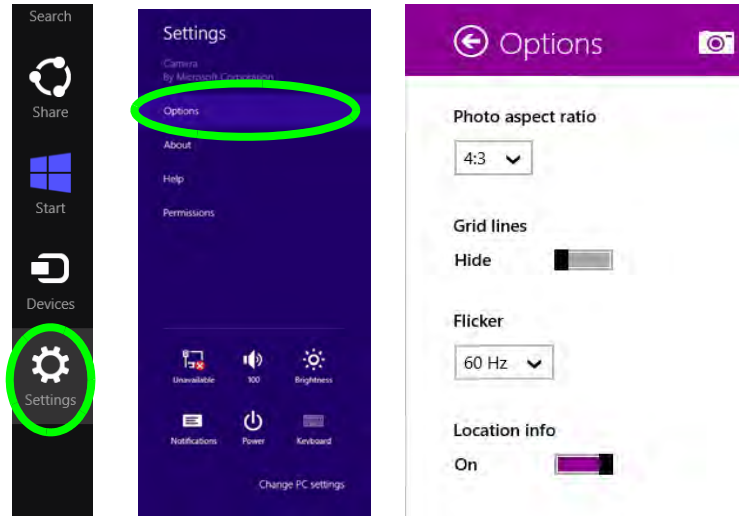 Search
Share
Start
Devices
Settings
Settings
Camera
By Microsoft Corporation
Options
About
Help
Permissions
Unavailable
100
Brightness
Notifications
Power
Keyboard
Change PC settings
Options
Photo aspect ratio
4:3
Grid lines
Hide
Flicker
60 Hz
Location info
On